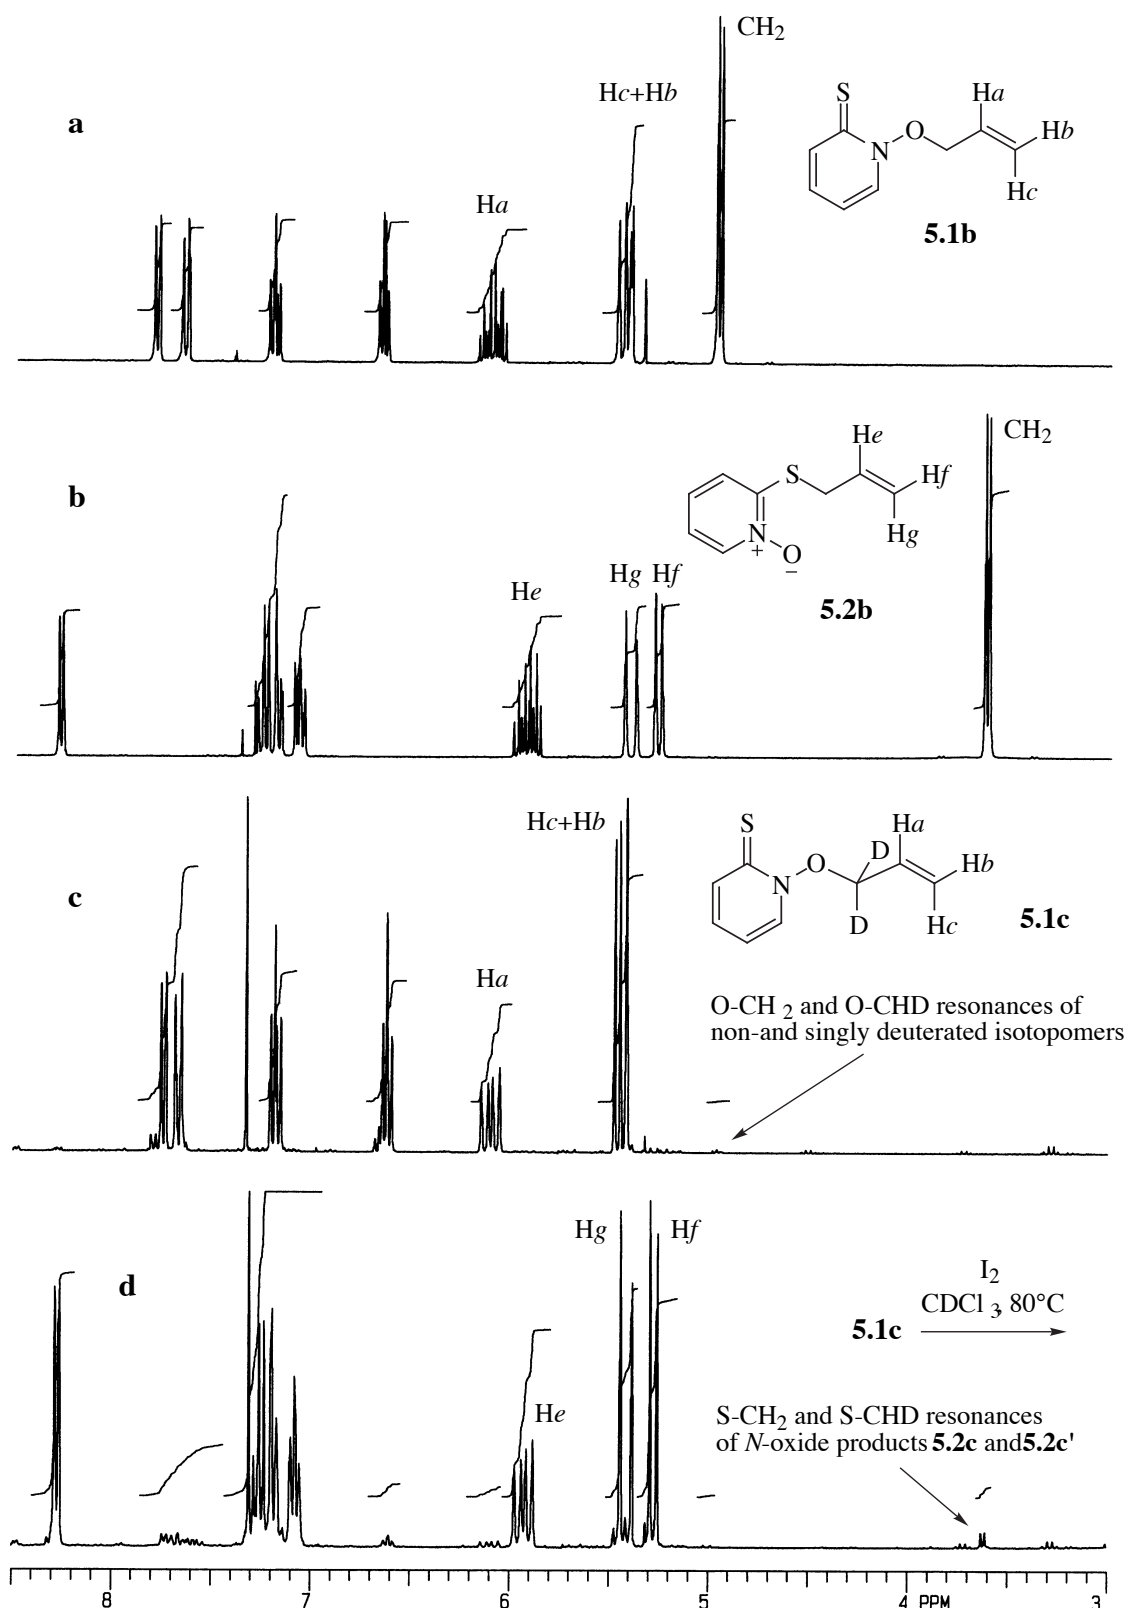 a
Ha
Hc+Hb
CH2
S
N
O
Ha
Hb
Hc
5.1b
b
He
Hg
Hf
CH2
S
N
+
O
–
He
Hf
Hg
5.2b
c
Ha
Hc+Hb
S
N
O
D
D
Ha
Hb
Hc
5.1c
O-CH 2 and O-CHD resonances of
non-and singly deuterated isotopomers
d
He
Hg
Hf
I2
5.1c
CDCl 3, 80°C
S-CH2 and S-CHD resonances
of N-oxide products 5.2c and5.2c'
8 7 6 5 4 PPM 3